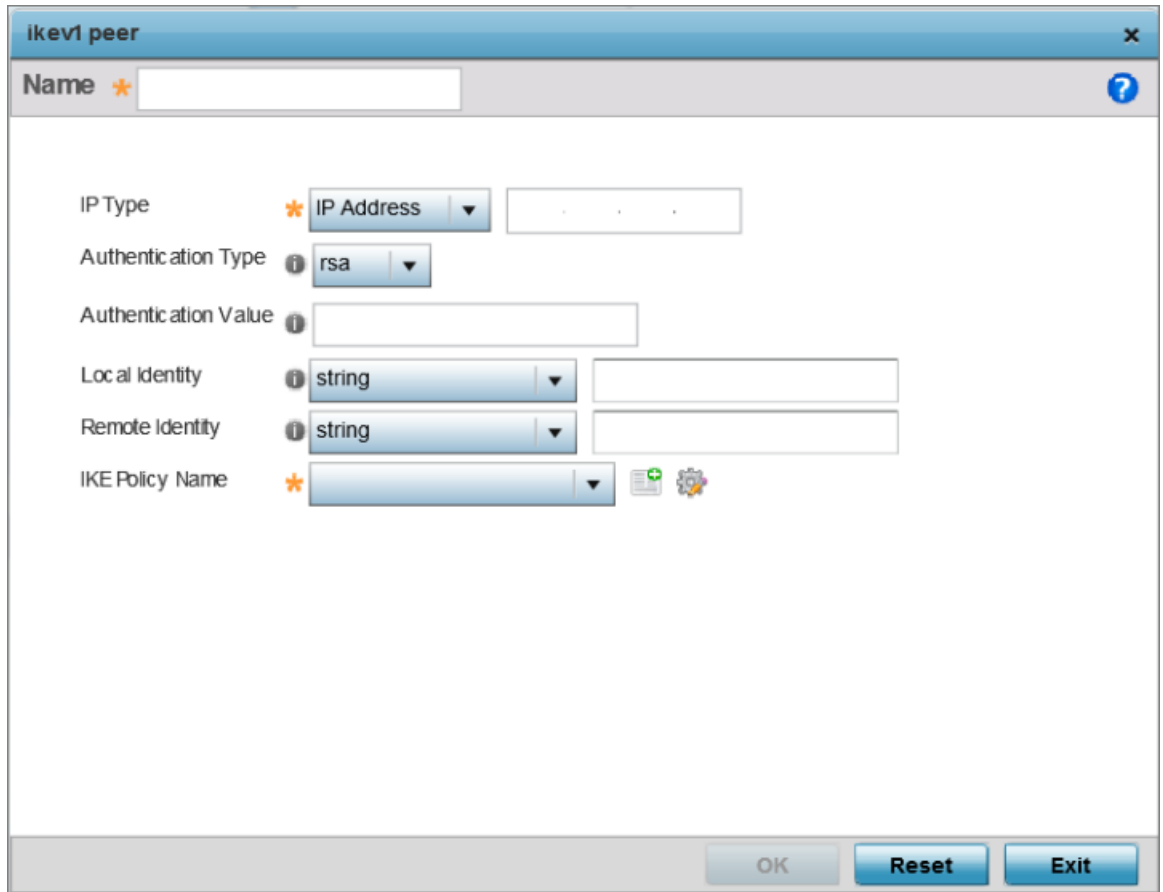 ikev1 peer
Name *
IP Type * IP Address . . .
Authentication Type rsa
Authentication Value
Local Identity string
Remote Identity string
IKE Policy Name *
OK Reset Exit